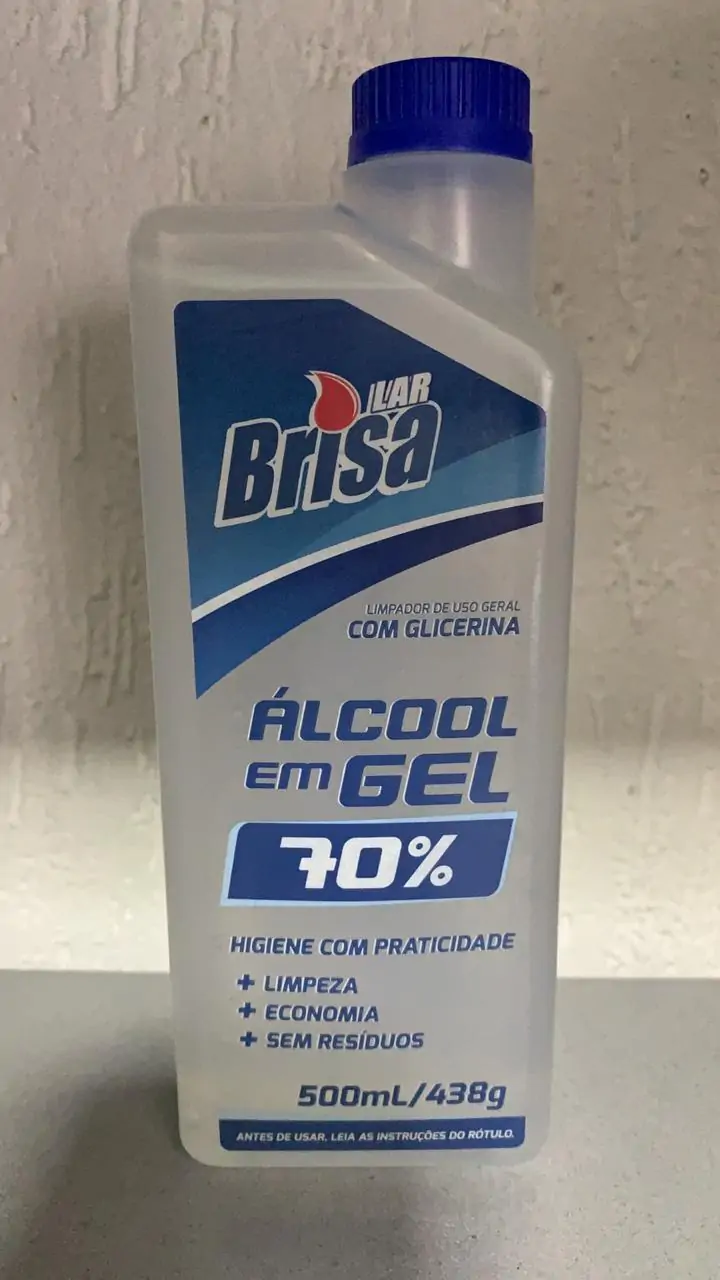 LAR
Brisa
LIMPADOR DE USO GERAL
COM GLICERINA
ÁLCOOL
EM GEL
70%
HIGIENE COM PRATICIDADE
+ LIMPEZA
+ ECONOMIA
+ SEM RESÍDUOS
500mL/438g
ANTES DE USAR, LEIA AS INSTRUÇÕES DO RÓTULO.